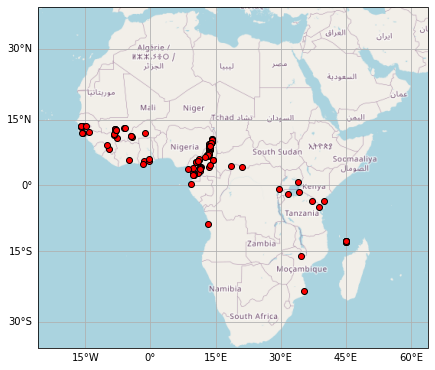 30°N
15°N
0°
15°S
30°S
Algérie /
ⵍⵣⵣⴰⵢⴻⵔ /
الجزائر
ليبيا
مصر
العراق
ایران
السعودية
عمان
اليمن
موريتانيا
Mali
Niger
Tchad تشاد
السودان
Nigeria
South Sudan
ኢትዮጵያ
Soomaaliya
الصومال
Kenya
Tanzania
Zambia
Moçambique
Namibia
South Africa
15°W
0°
15°E
30°E
45°E
60°E